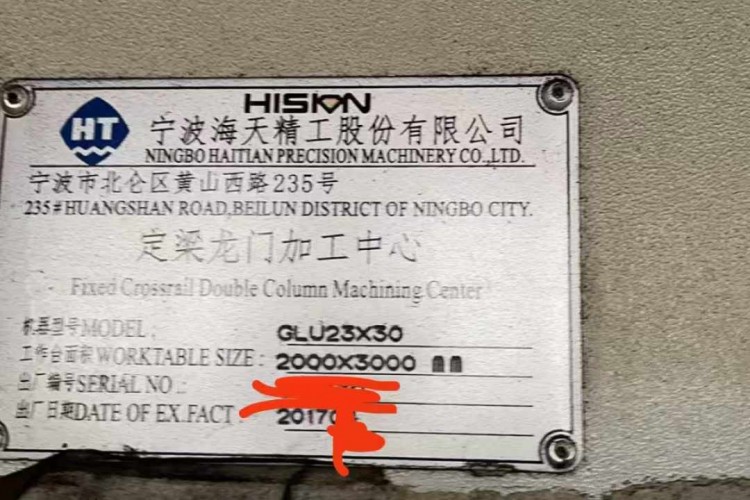 HISION
HT 宁波海天精工股份有限公司
NINGBO HAITIAN PRECISION MACHINERY CO.,LTD.
宁波市北仑区黄山西路235号
235#HUANGSHAN ROAD,BEILUN DISTRICT OF NINGBO CITY.
定梁龙门加工中心
Fixed Crossrail Double Column Machining Center
机器型号MODEL: GLU23X30
工作台面积WORKTABLE SIZE: 2000X3000 mm
出厂编号SERIAL NO.:
出厂日期DATE OF EX.FACT: 2017